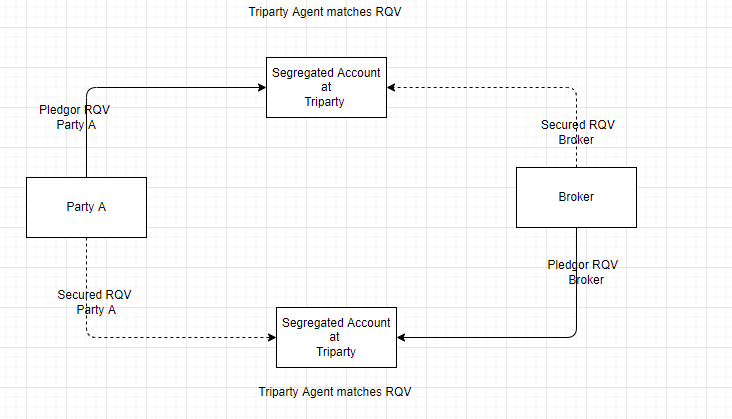 Triparty Agent matches RQV
Segregated Account
at
Triparty
Pledgor RQV
Party A
Secured RQV
Broker
Party A
Broker
Pledgor RQV
Broker
Secured RQV
Party A
Segregated Account
at
Triparty
Triparty Agent matches RQV